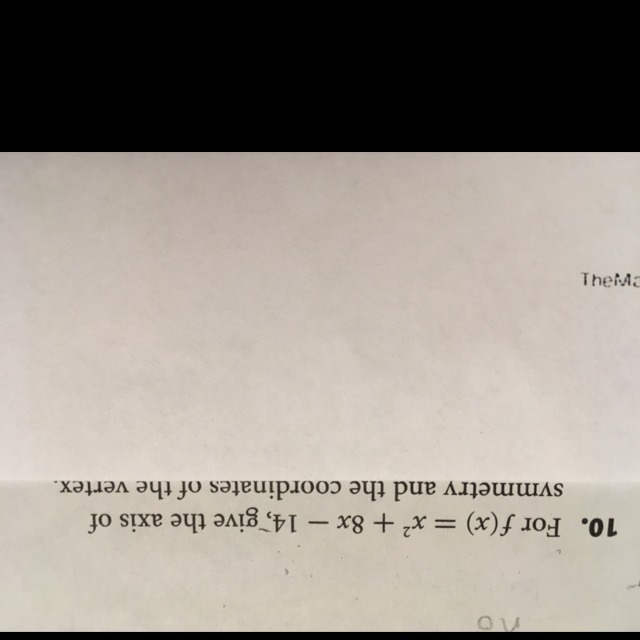 10. For f(x) = x² + 8x − 14, give the axis of
symmetry and the coordinates of the vertex.
TheMa